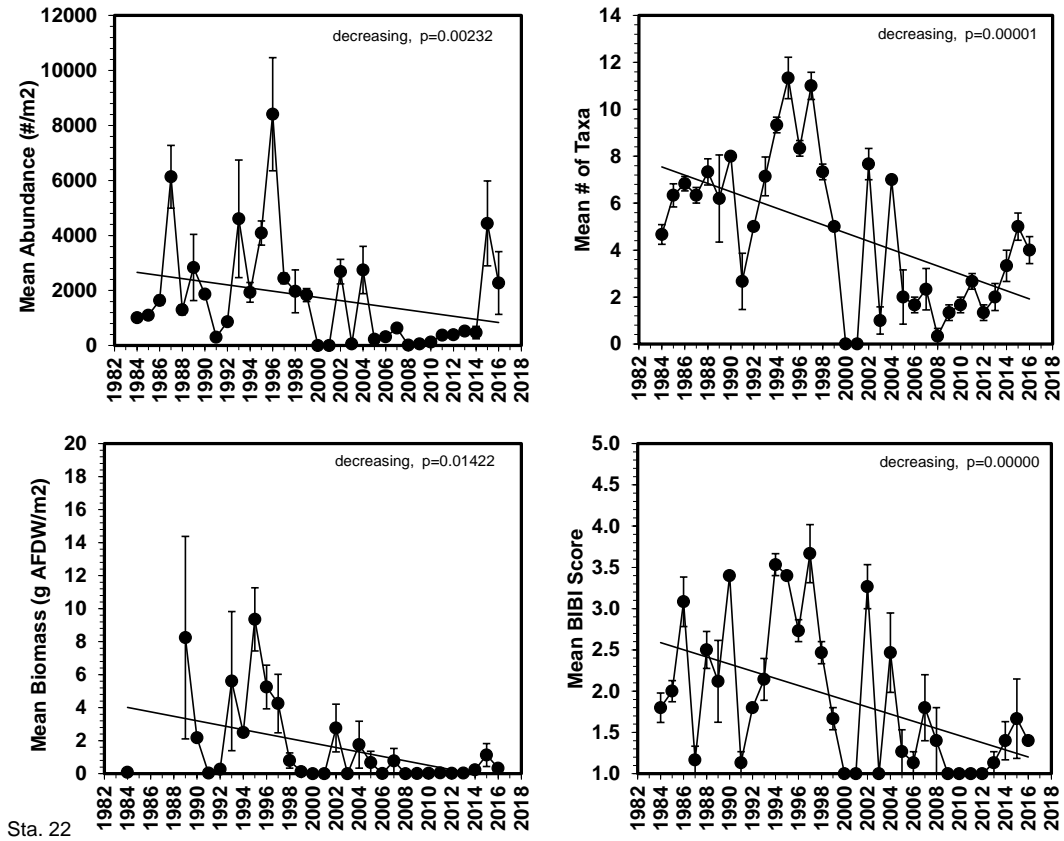 Mean Abundance (#/m2)
12000
10000
8000
6000
4000
2000
0
decreasing, p=0.00232
1982 1984 1986 1988 1990 1992 1994 1996 1998 2000 2002 2004 2006 2008 2010 2012 2014 2016 2018
Mean # of Taxa
14
12
10
8
6
4
2
0
decreasing, p=0.00001
1982 1984 1986 1988 1990 1992 1994 1996 1998 2000 2002 2004 2006 2008 2010 2012 2014 2016 2018
Mean Biomass (g AFDW/m2)
20
18
16
14
12
10
8
6
4
2
0
decreasing, p=0.01422
1982 1984 1986 1988 1990 1992 1994 1996 1998 2000 2002 2004 2006 2008 2010 2012 2014 2016 2018
Mean BIBI Score
5.0
4.5
4.0
3.5
3.0
2.5
2.0
1.5
1.0
decreasing, p=0.00000
1982 1984 1986 1988 1990 1992 1994 1996 1998 2000 2002 2004 2006 2008 2010 2012 2014 2016 2018
Sta. 22